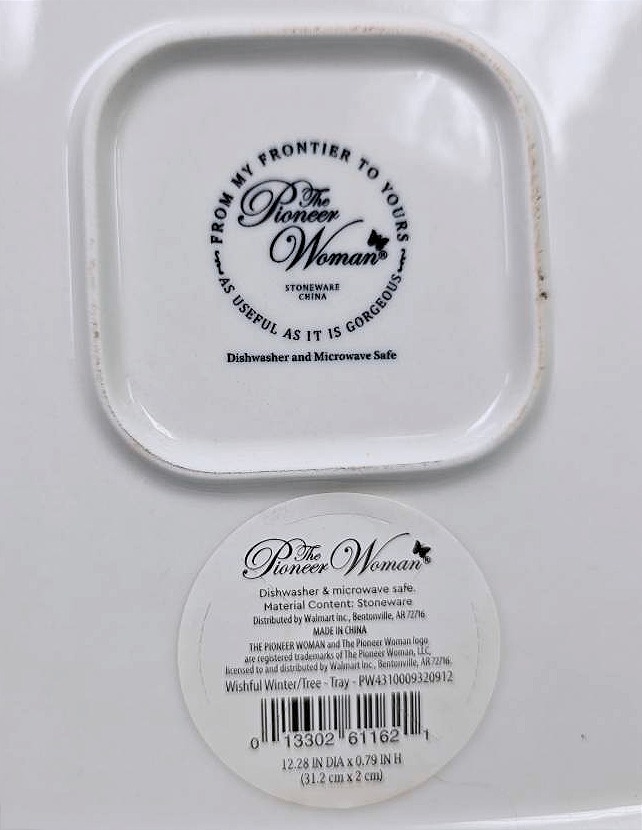 FROM MY FRONTIER TO YOURS
The
Pioneer
Woman®
STONEWARE
CHINA
AS USEFUL AS IT IS GORGEOUS
Dishwasher and Microwave Safe
The
Pioneer Woman®
Dishwasher & microwave safe.
Material Content: Stoneware
Distributed by Walmart Inc., Bentonville, AR 72716
MADE IN CHINA
THE PIONEER WOMAN and The Pioneer Woman logo
are registered trademarks of The Pioneer Woman, LLC,
licensed to and distributed by Walmart Inc., Bentonville, AR 72716.
Wishful Winter/Tree - Tray - PW4310009320912
0 13302 61162 1
12.28 IN DIA x 0.79 IN H
(31.2 cm x 2 cm)